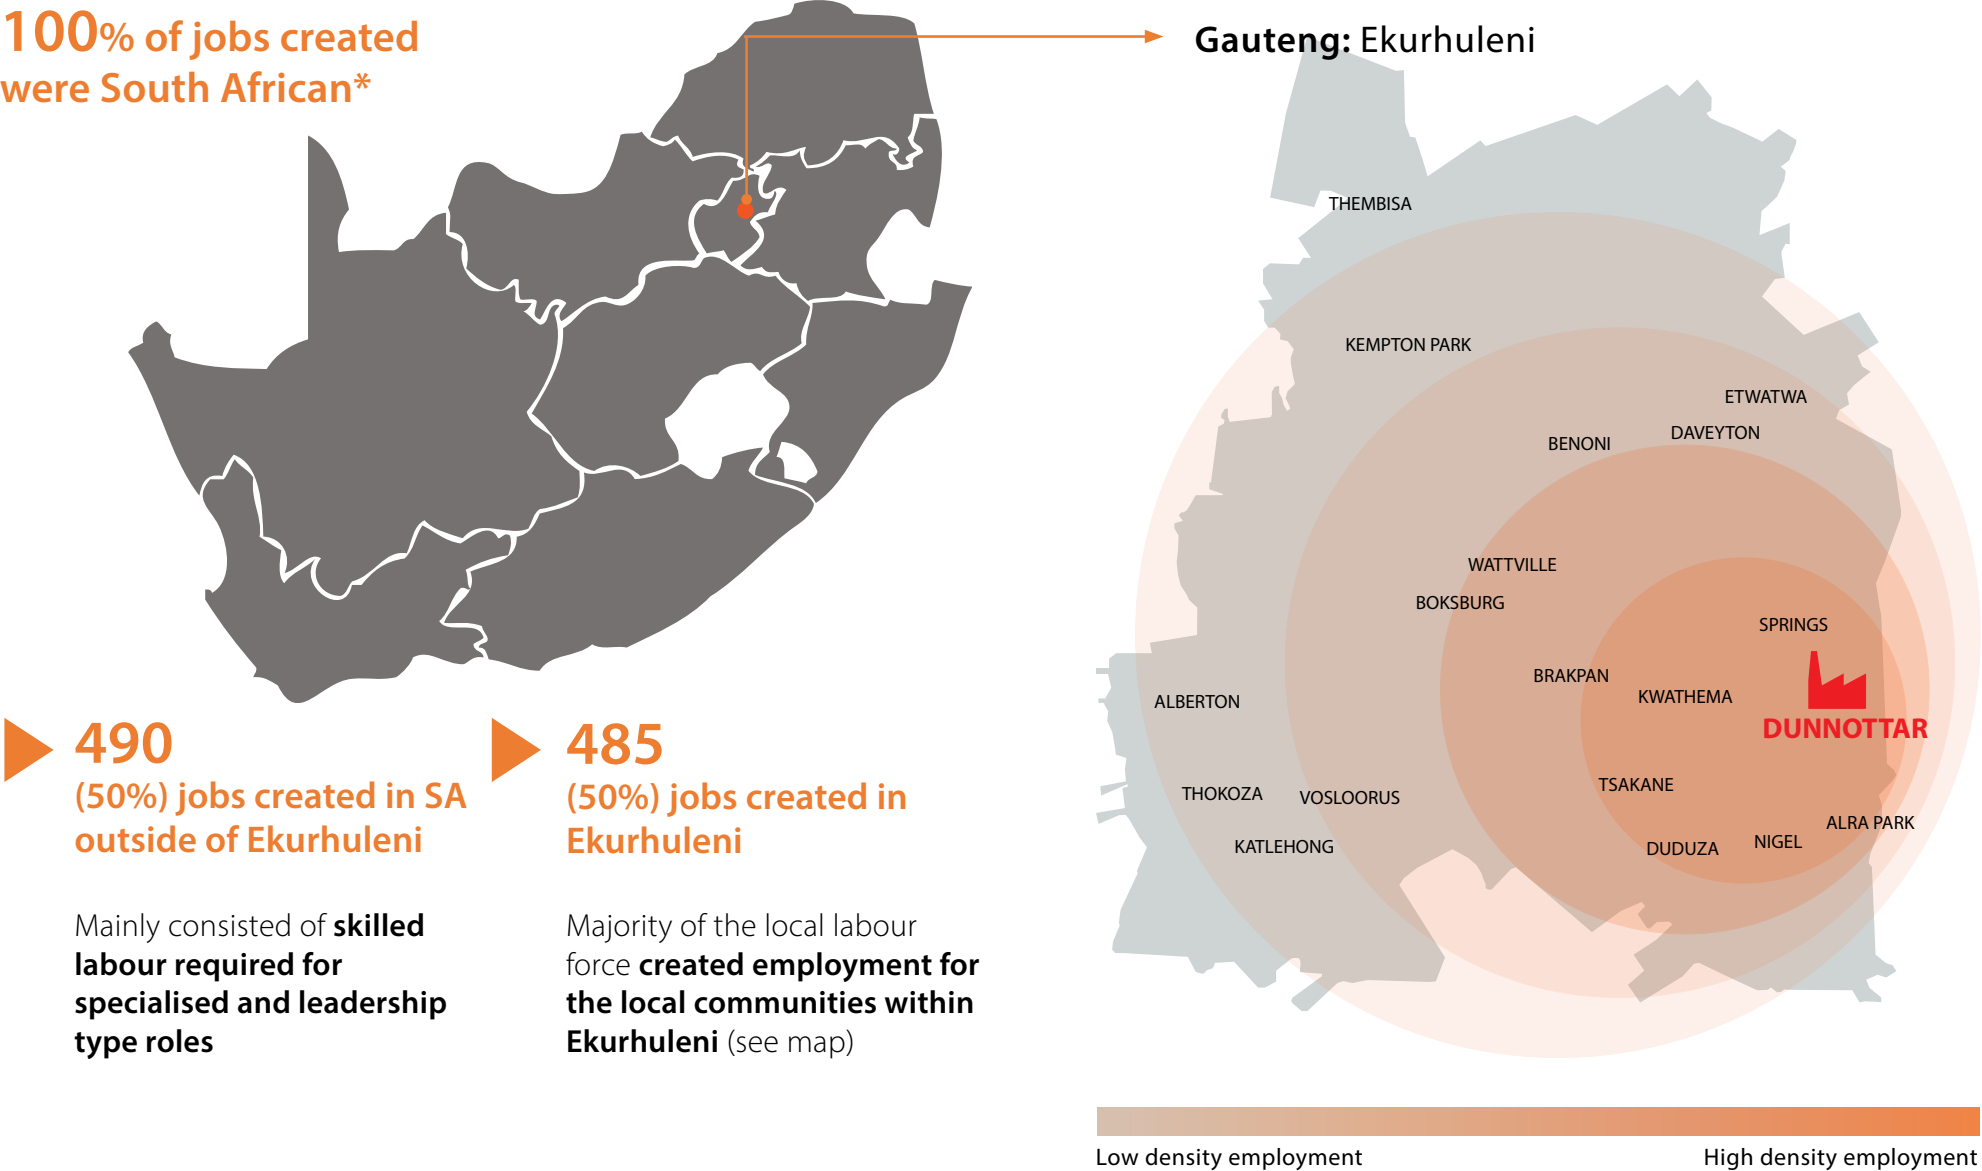 100% of jobs created
were South African*
Gauteng: Ekurhuleni
THEMBISA
KEMPTON PARK
ETWATWA
DAVEYTON
BENONI
WATTVILLE
BOKSBURG
SPRINGS
BRAKPAN
KWATHEMA
ALBERTON
DUNNOTTAR
TSAKANE
THOKOZA
VOSLOORUS
ALRA PARK
NIGEL
KATLEHONG
DUDUZA
490
(50%) jobs created in SA
outside of Ekurhuleni
Mainly consisted of skilled
labour required for
specialised and leadership
type roles
485
(50%) jobs created in
Ekurhuleni
Majority of the local labour
force created employment for
the local communities within
Ekurhuleni (see map)
Low density employment
High density employment